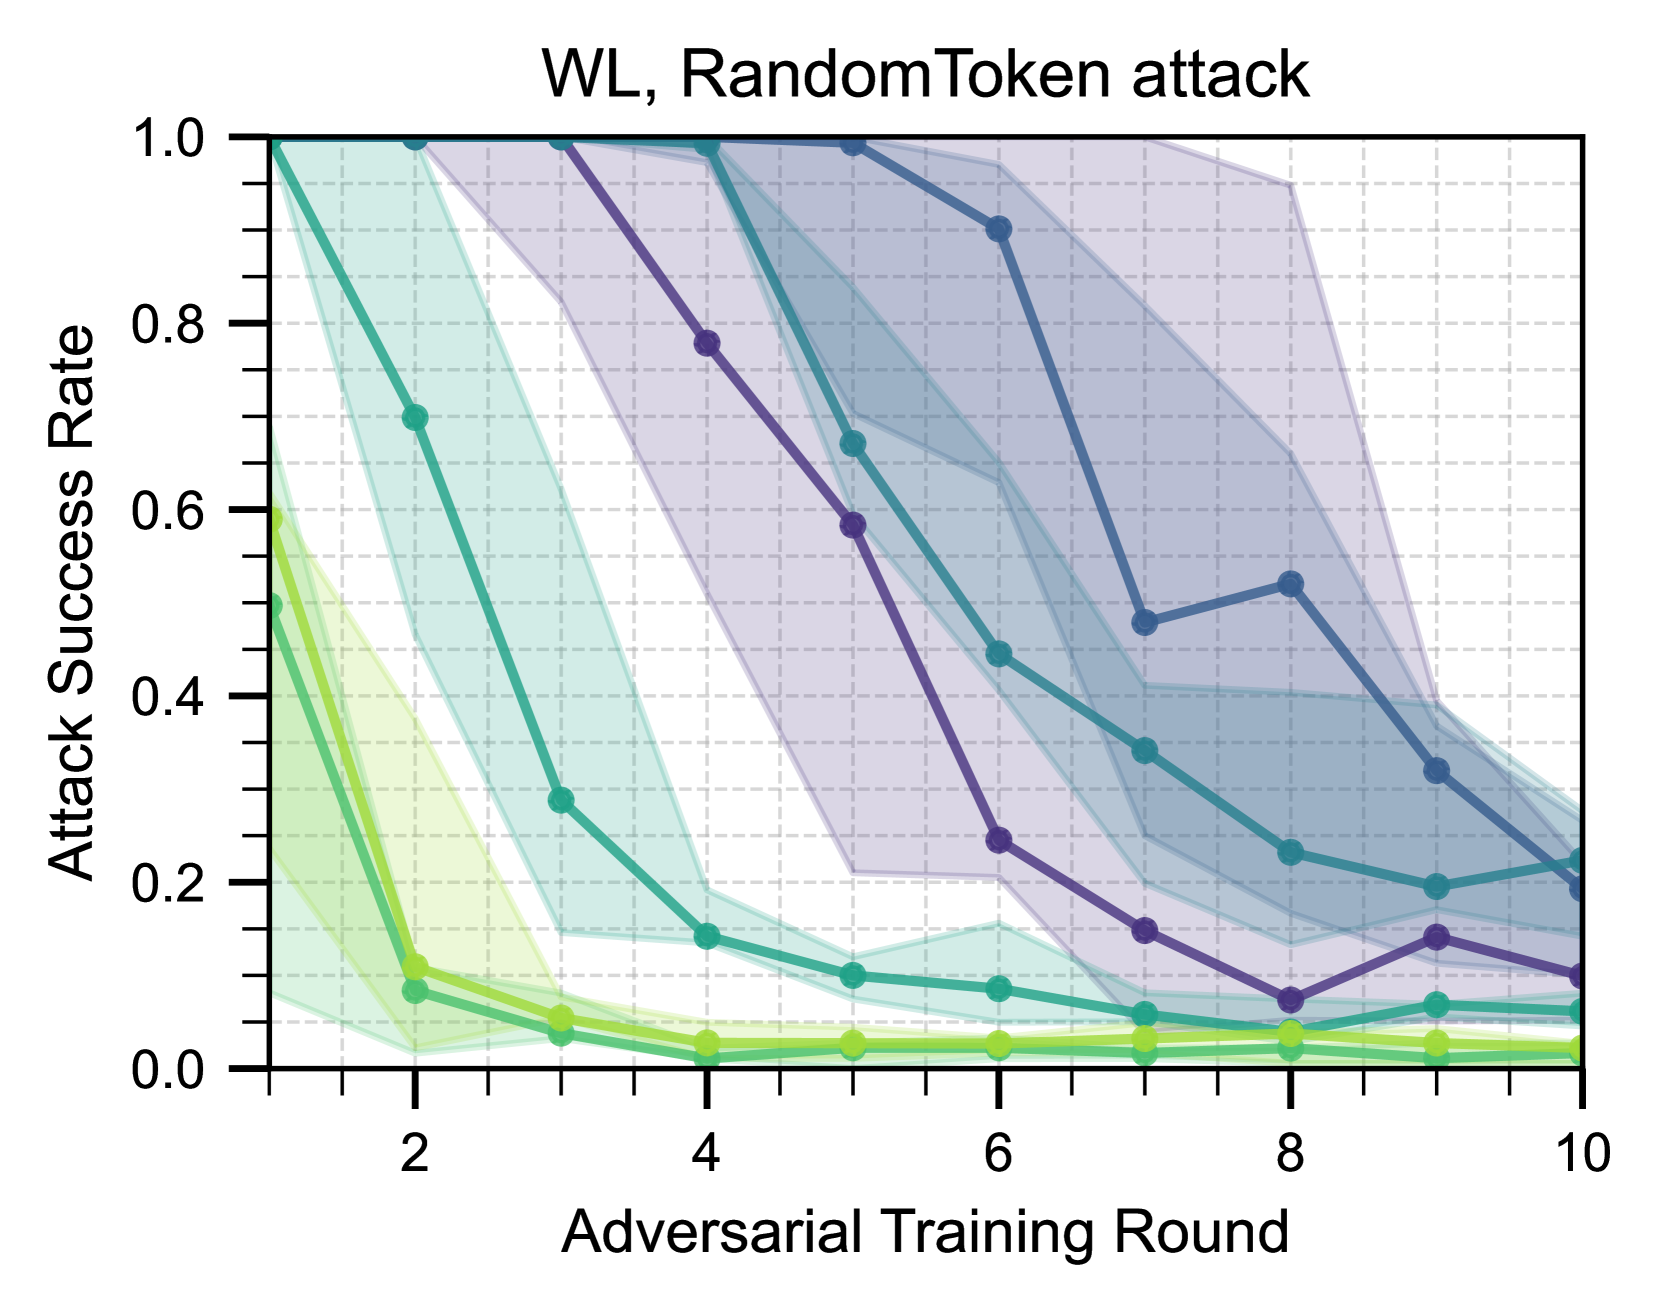 WL, RandomToken attack
1.0
0.8
0.6
0.4
0.2
0.0
Attack Success Rate
2 4 6 8 10
Adversarial Training Round